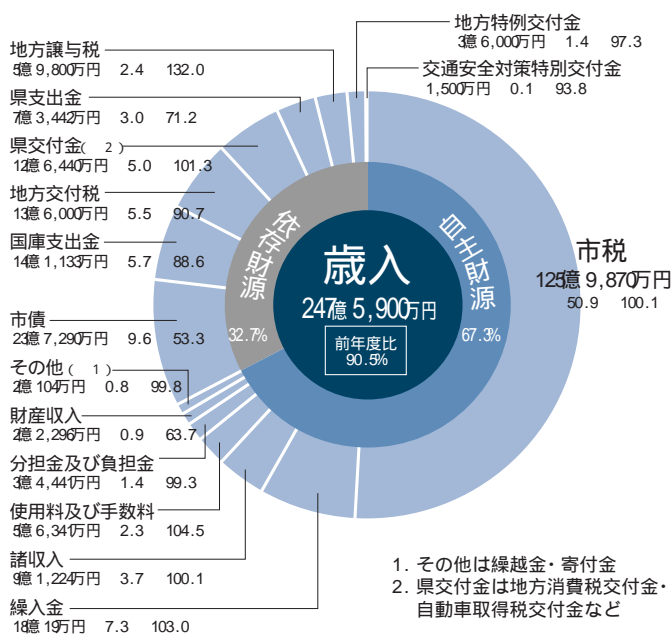 地方特例交付金
3億6,000万円 1.4 97.3
交通安全対策特別交付金
1,500万円 0.1 93.8
地方譲与税
5億9,800万円 2.4 132.0
県支出金
7億3,442万円 3.0 71.2
県交付金( 2 )
12億6,440万円 5.0 101.3
地方交付税
13億6,000万円 5.5 90.7
国庫支出金
14億1,133万円 5.7 88.6
市債
23億7,290万円 9.6 53.3
その他( 1 )
2億104万円 0.8 99.8
財産収入
2億2,296万円 0.9 63.7
分担金及び負担金
3億4,441万円 1.4 99.3
使用料及び手数料
5億6,341万円 2.3 104.5
諸収入
9億1,224万円 3.7 100.1
繰入金
18億19万円 7.3 103.0
依存財源
32.7%
歳入
247億5,900万円
前年度比
90.5%
自主財源
67.3%
市税
125億9,870万円
50.9 100.1
1. その他は繰越金・寄付金
2. 県交付金は地方消費税交付金・
自動車取得税交付金など